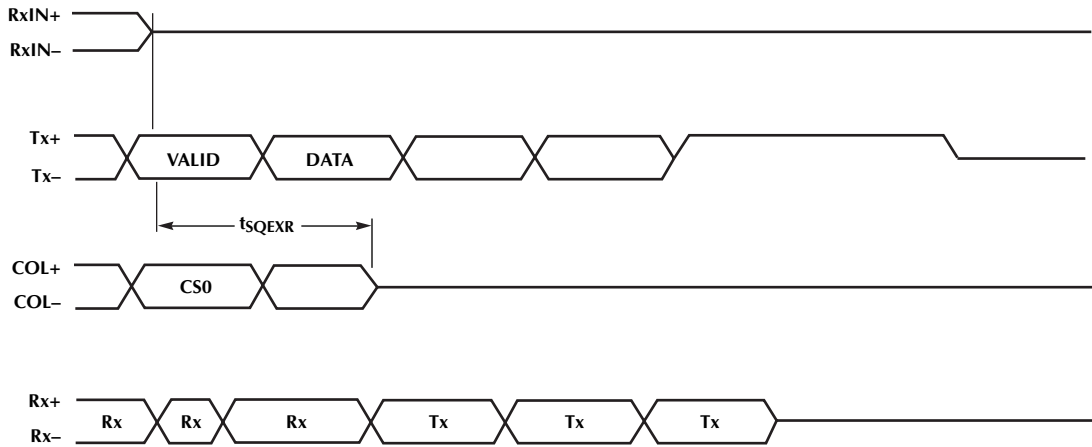 RxIN+
RxIN–
Tx+
Tx–
VALID DATA
tSQEXR
COL+
COL–
CS0
Rx+
Rx–
Rx Rx Rx Tx Tx Tx